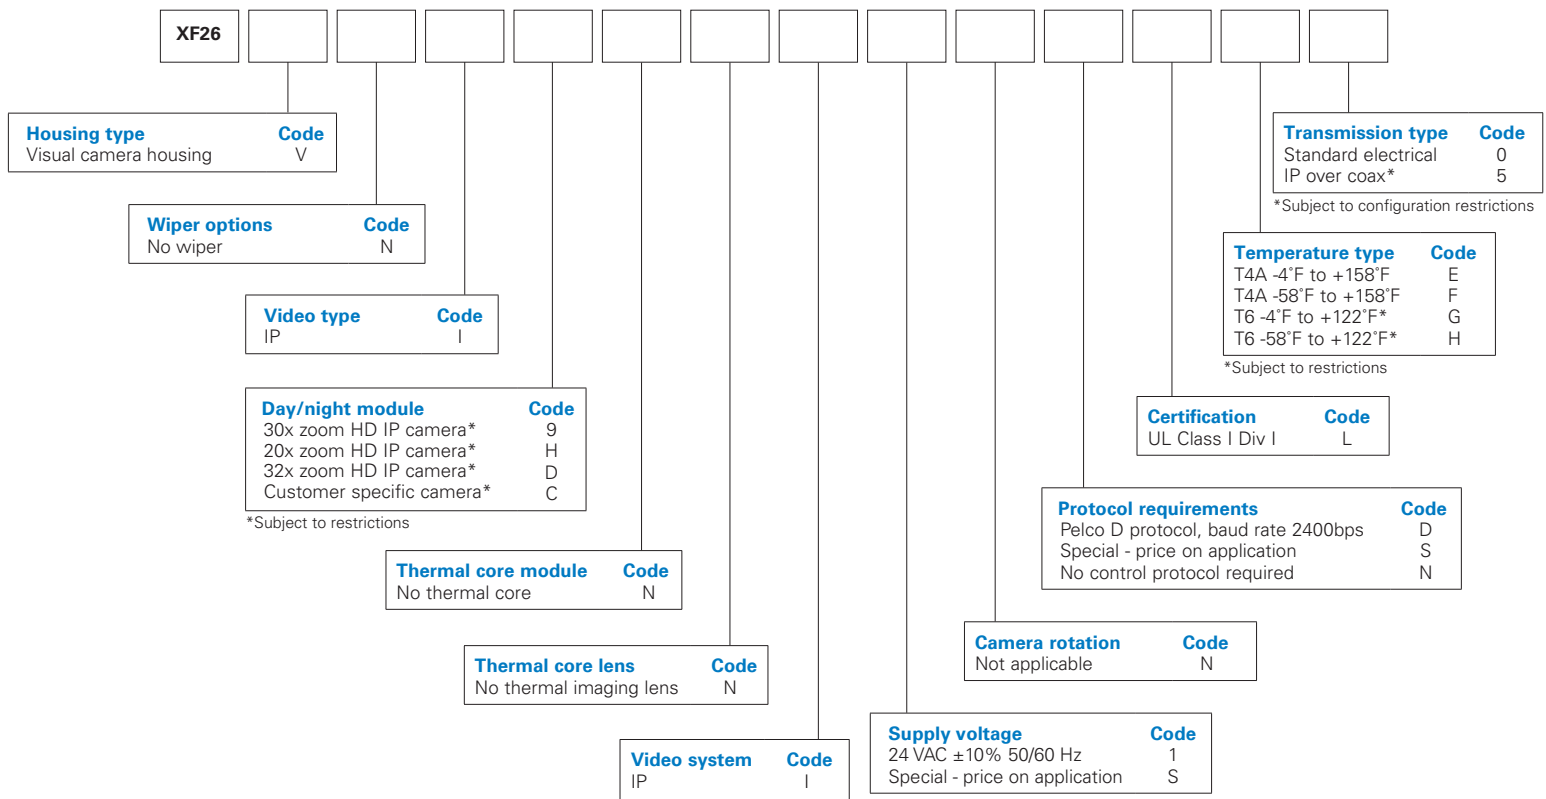 XF26
Housing type Code
Visual camera housing V
Wiper options Code
No wiper N
Video type Code
IP I
Day/night module Code
30x zoom HD IP camera* 9
20x zoom HD IP camera* H
32x zoom HD IP camera* D
Customer specific camera* C
*Subject to restrictions
Thermal core module Code
No thermal core N
Thermal core lens Code
No thermal imaging lens N
Video system Code
IP I
Supply voltage Code
24 VAC ±10% 50/60 Hz 1
Special - price on application S
Camera rotation Code
Not applicable N
Protocol requirements Code
Pelco D protocol, baud rate 2400bps D
Special - price on application S
No control protocol required N
Certification Code
UL Class I Div I L
Temperature type Code
T4A -4˚F to +158˚F E
T4A -58˚F to +158˚F F
T6 -4˚F to +122˚F* G
T6 -58˚F to +122˚F* H
*Subject to restrictions
Transmission type Code
Standard electrical 0
IP over coax* 5
*Subject to configuration restrictions